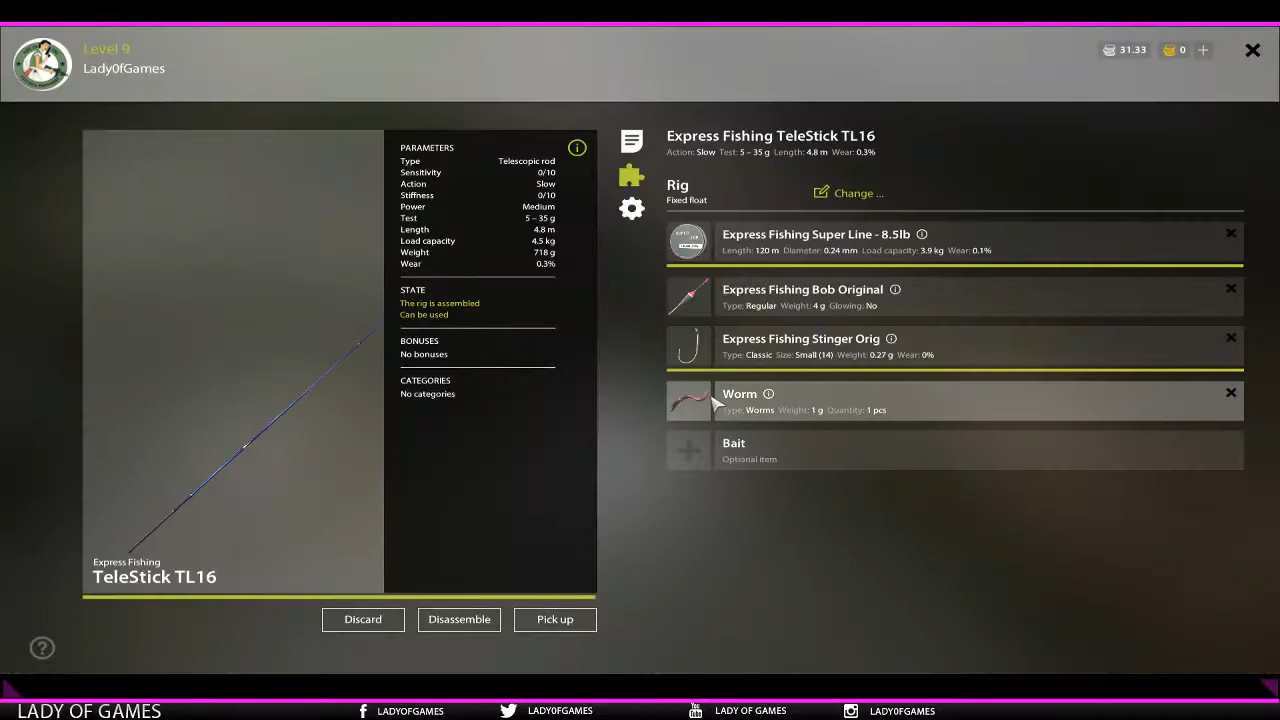 Level 9
Lady0fGames
31.33
0
PARAMETERS
Type Telescopic rod
Sensitivity 0/10
Action Slow
Stiffness 0/10
Power Medium
Test 5 – 35 g
Length 4.8 m
Load capacity 4.5 kg
Weight 718 g
Wear 0.3%
STATE
The rig is assembled
Can be used
BONUSES
No bonuses
CATEGORIES
No categories
Express Fishing
TeleStick TL16
Discard
Disassemble
Pick up
?
Express Fishing TeleStick TL16
Action: Slow Test: 5 – 35 g Length: 4.8 m Wear: 0.3%
Rig
Fixed float
Change ...
Express Fishing Super Line - 8.5lb
Length: 120 m Diameter: 0.24 mm Load capacity: 3.9 kg Wear: 0.1%
Express Fishing Bob Original
Type: Regular Weight: 4 g Glowing: No
Express Fishing Stinger Orig
Type: Classic Size: Small (14) Weight: 0.27 g Wear: 0%
Worm
Type: Worms Weight: 1 g Quantity: 1 pcs
Bait
Optional item
LADY OF GAMES
LADYOFGAMES
LADY0FGAMES
LADY OF GAMES
LADY0FGAMES